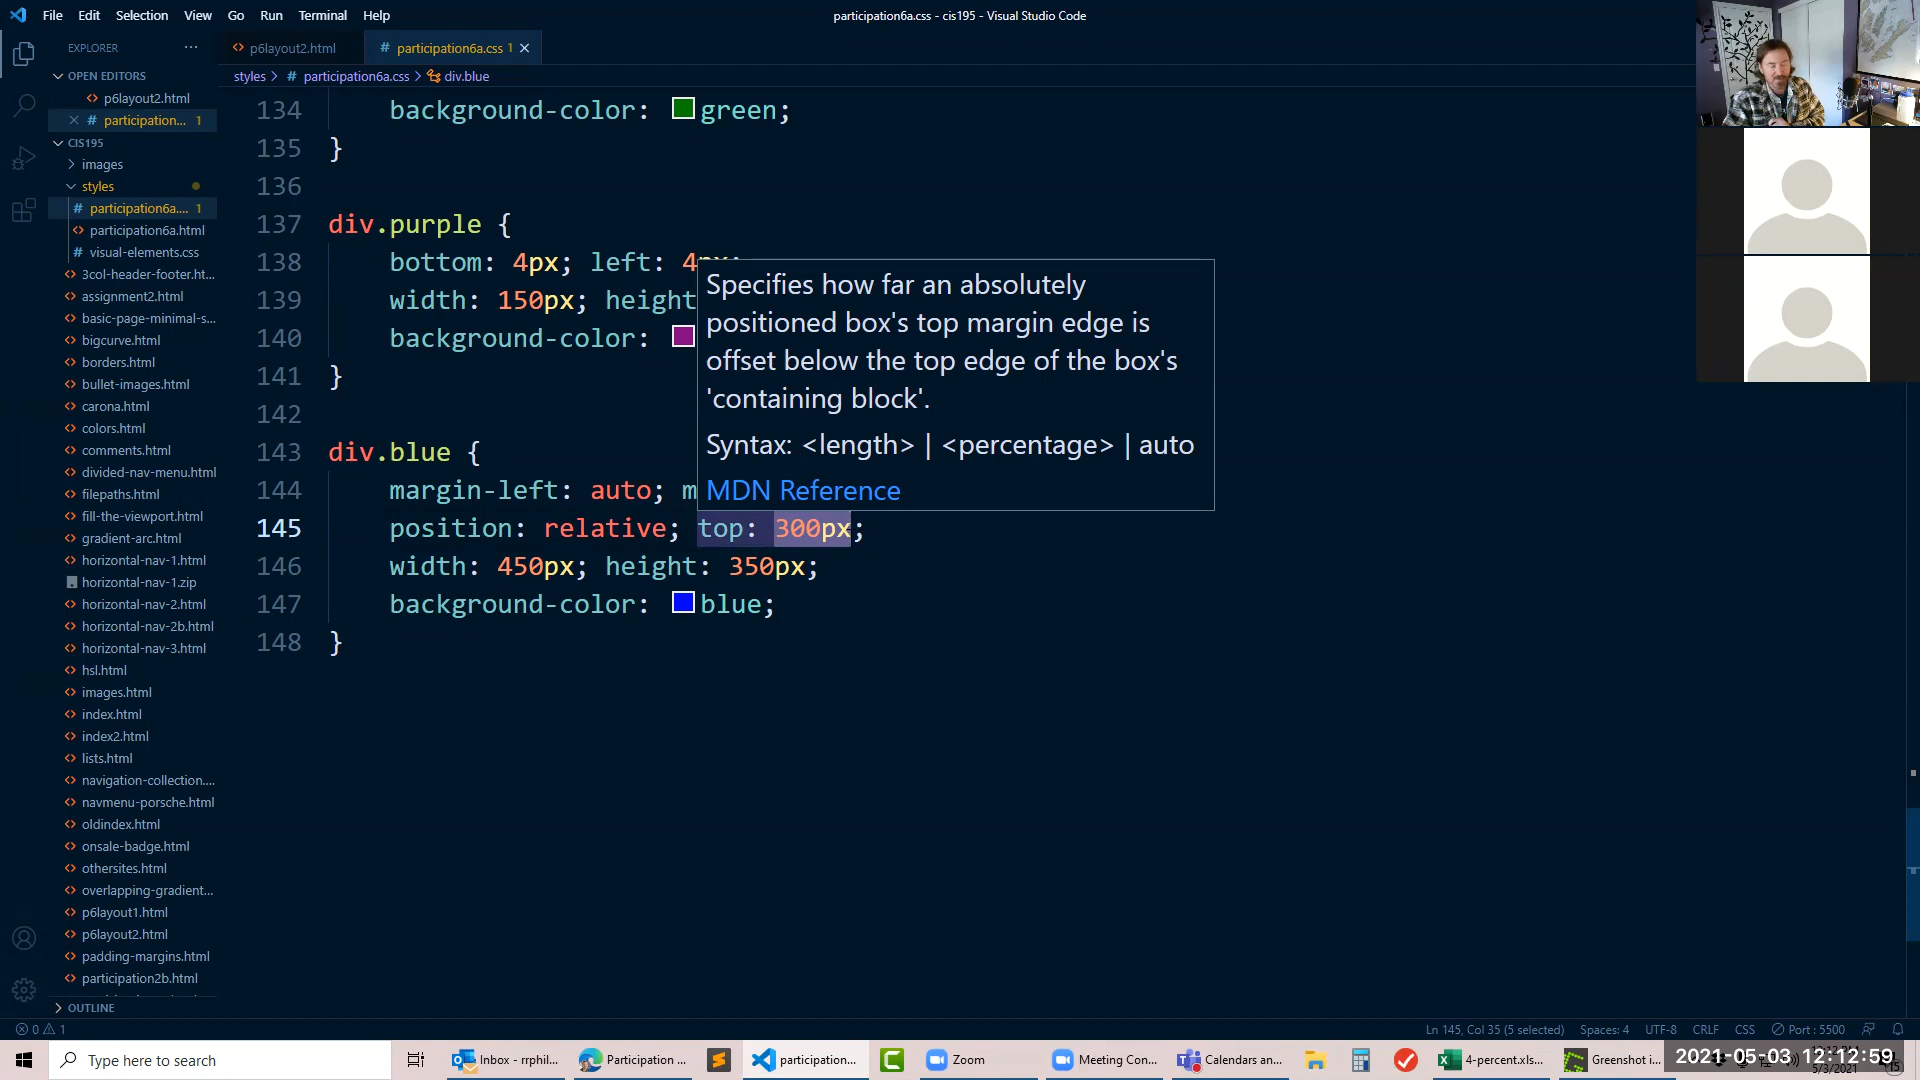 File Edit Selection View Go Run Terminal Help
participation6a.css - cis195 - Visual Studio Code
EXPLORER ...
p6layout2.html
# participation6a.css 1
OPEN EDITORS
p6layout2.html
# participation... 1
CIS195
images
styles
# participation6a.... 1
participation6a.html
# visual-elements.css
3col-header-footer.ht...
assignment2.html
basic-page-minimal-s...
bigcurve.html
borders.html
bullet-images.html
carona.html
colors.html
comments.html
divided-nav-menu.html
filepaths.html
fill-the-viewport.html
gradient-arc.html
horizontal-nav-1.html
horizontal-nav-1.zip
horizontal-nav-2.html
horizontal-nav-2b.html
horizontal-nav-3.html
hsl.html
images.html
index.html
index2.html
lists.html
navigation-collection....
navmenu-porsche.html
oldindex.html
onsale-badge.html
othersites.html
overlapping-gradient...
p6layout1.html
p6layout2.html
padding-margins.html
participation2b.html
OUTLINE
styles > # participation6a.css > div.blue
134 background-color: green;
135 }
136
137 div.purple {
138 bottom: 4px; left: 4px;
139 width: 150px; height
140 background-color:
141 }
142
143 div.blue {
144 margin-left: auto; m
145 position: relative; top: 300px;
146 width: 450px; height: 350px;
147 background-color: blue;
148 }
Specifies how far an absolutely
positioned box's top margin edge is
offset below the top edge of the box's
'containing block'.
Syntax: <length> | <percentage> | auto
MDN Reference
0 1
Ln 145, Col 35 (5 selected) Spaces: 4 UTF-8 CRLF CSS Port : 5500
Type here to search
Inbox - rrphil...
Participation ...
participation...
Zoom
Meeting Con...
Calendars an...
4-percent.xls...
Greenshot i...
2021-05-03 12:12:59
5/3/2021
15